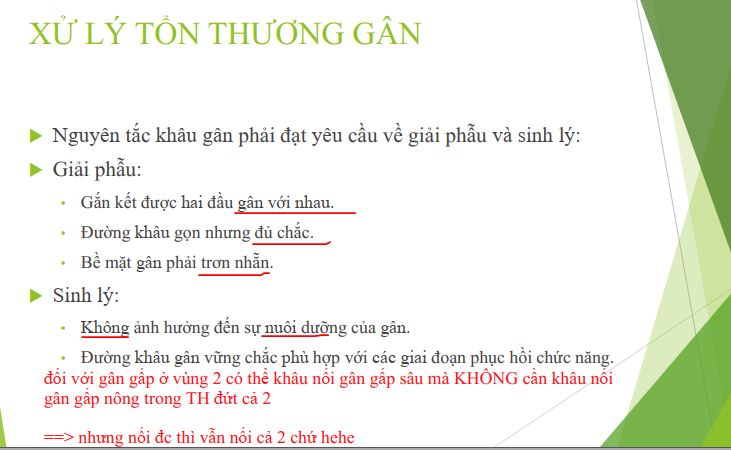 XỬ LÝ TỔN THƯƠNG GÂN
Nguyên tắc khâu gân phải đạt yêu cầu về giải phẫu và sinh lý:
Giải phẫu:
Gắn kết được hai đầu gân với nhau.
Đường khâu gọn nhưng đủ chắc.
Bề mặt gân phải trơn nhẵn.
Sinh lý:
Không ảnh hưởng đến sự nuôi dưỡng của gân.
Đường khâu gân vững chắc phù hợp với các giai đoạn phục hồi chức năng.
đối với gân gấp ở vùng 2 có thể khâu nối gân gấp sâu mà KHÔNG cần khâu nối
gân gấp nông trong TH đứt cả 2
==> nhưng nối đc thì vẫn nối cả 2 chứ hehe